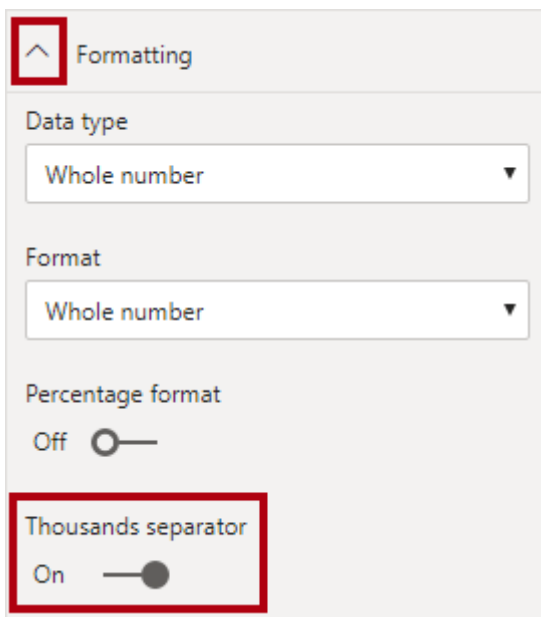 Formatting
Data type
Whole number
Format
Whole number
Percentage format
Off
Thousands separator
On